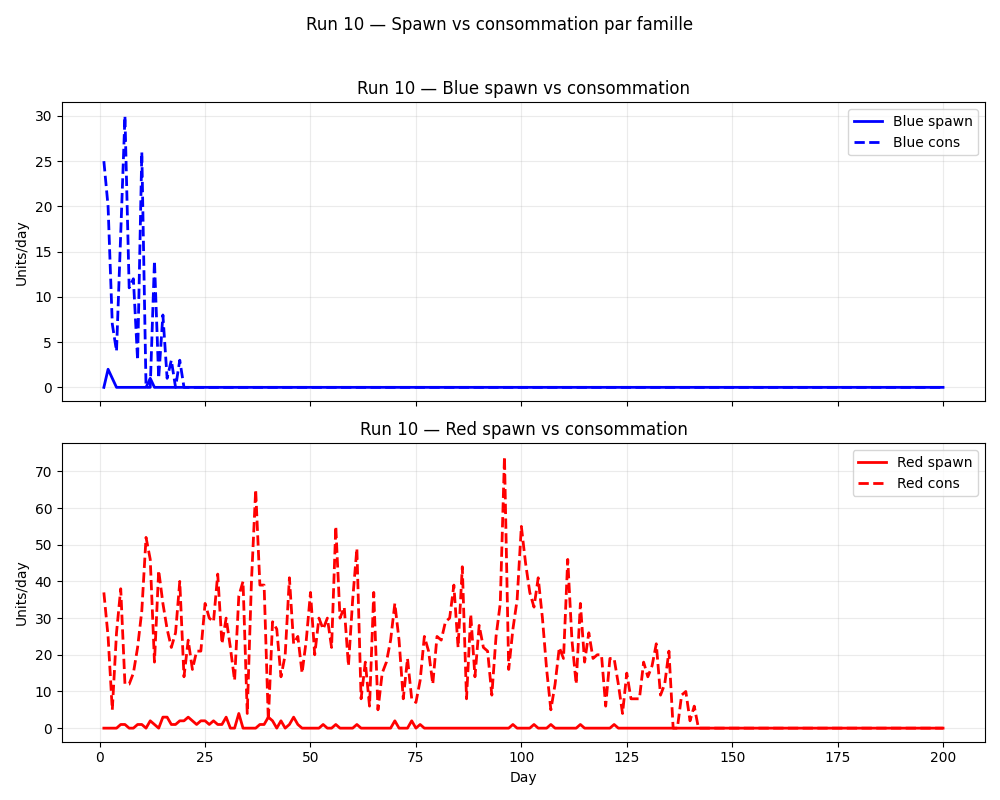 Run 10 — Spawn vs consommation par famille
Run 10 — Blue spawn vs consommation
30
25
20
15
10
5
0
Units/day
Blue spawn
Blue cons
Run 10 — Red spawn vs consommation
70
60
50
40
30
20
10
0
Units/day
Red spawn
Red cons
0 25 50 75 100 125 150 175 200
Day